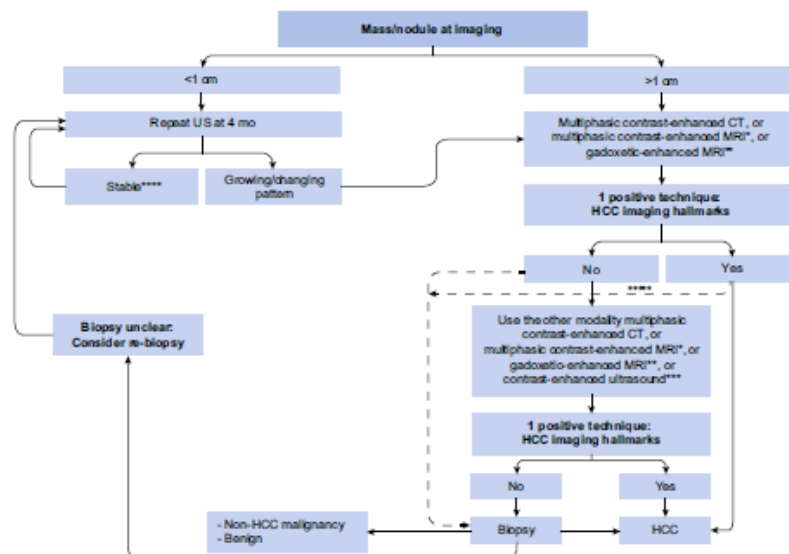 Mass/nodule at imaging
<1 cm
>1 cm
Repeat US at 4 mo
Multiphasic contrast-enhanced CT, or
multiphasic contrast-enhanced MRI*, or
gadoxetic-enhanced MRI**
Stable****
Growing/changing
pattern
1 positive technique:
HCC imaging hallmarks
No
Yes
*****
Biopsy unclear:
Consider re-biopsy
Use the other modality multiphasic
contrast-enhanced CT, or
multiphasic contrast-enhanced MRI*, or
gadoxetic-enhanced MRI**, or
contrast-enhanced ultrasound***
1 positive technique:
HCC imaging hallmarks
No
Yes
- Non-HCC malignancy
- Benign
Biopsy
HCC